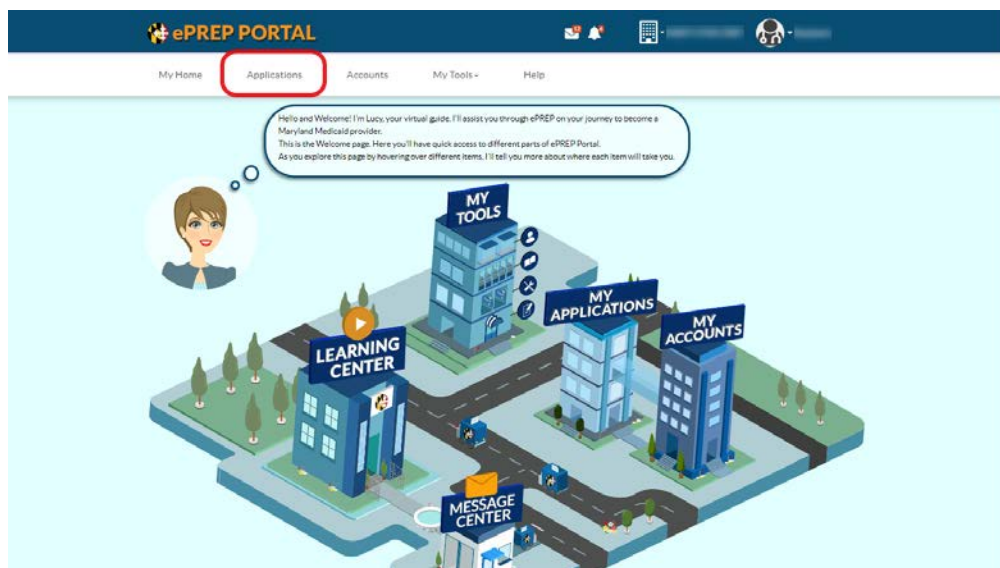 ePREP PORTAL
My Home Applications Accounts My Tools Help
Hello and Welcome! I'm Lucy, your virtual guide. I'll assist you through ePREP on your journey to become a
Maryland Medicaid provider.
This is the Welcome page. Here you'll have quick access to different parts of ePREP Portal.
As you explore this page by hovering over different items, I'll tell you more about where each item will take you.
MY
TOOLS
MY
APPLICATIONS
MY
ACCOUNTS
LEARNING
CENTER
MESSAGE
CENTER